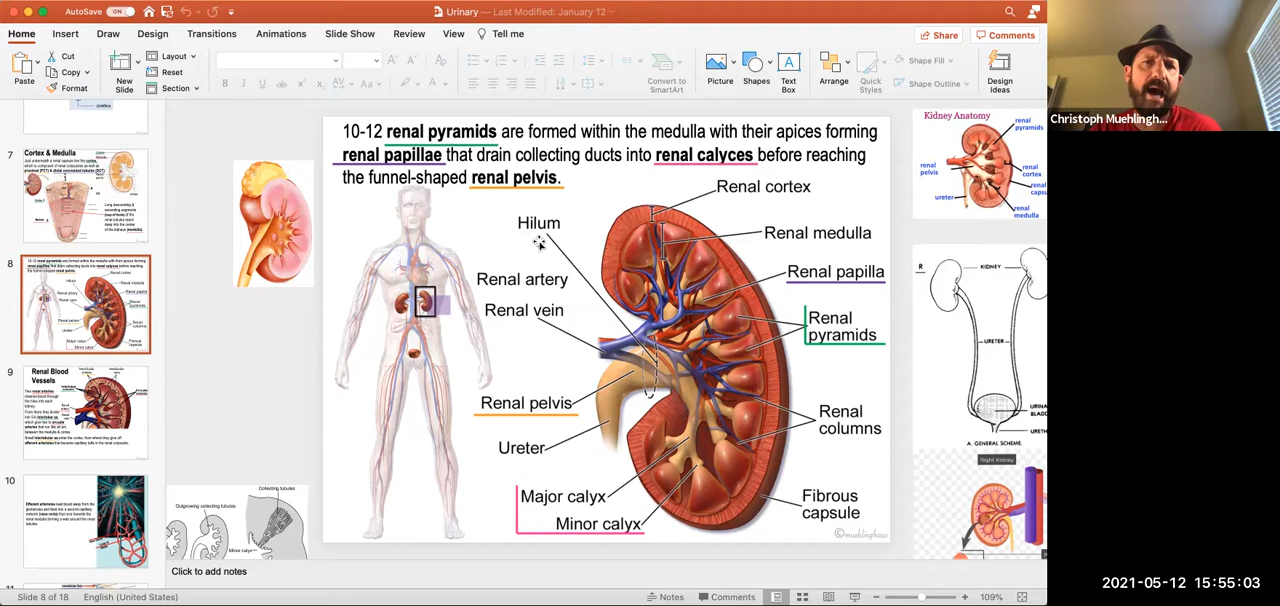 AutoSave ON
Urinary — Last Modified: January 12
Home Insert Draw Design Transitions Animations Slide Show Review View Tell me
Share Comments
Paste
Cut
Copy
Format
New Slide
Layout
Reset
Section
Convert to SmartArt
Picture
Shapes
Text Box
Arrange
Quick Styles
Shape Fill
Shape Outline
Design Ideas
Christoph Muehlingh...
7
Cortex & Medulla
8
9
Renal Blood Vessels
10
10-12 renal pyramids are formed within the medulla with their apices forming
renal papillae that drain collecting ducts into renal calyces before reaching
the funnel-shaped renal pelvis.
Renal cortex
Hilum
Renal medulla
Renal artery
Renal papilla
Renal vein
Renal pyramids
Renal pelvis
Renal columns
Ureter
Major calyx
Minor calyx
Fibrous capsule
©muehlinghaus
Kidney Anatomy
renal pyramids
renal pelvis
renal cortex
renal
ureter
renal medulla
R
KIDNEY
URETER
A. GENERAL SCHEME.
Right Kidney
Collecting tubules
Outgrowing collecting tubules
Minor calyx
Click to add notes
Slide 8 of 18
English (United States)
Notes
Comments
109%
2021-05-12 15:55:03